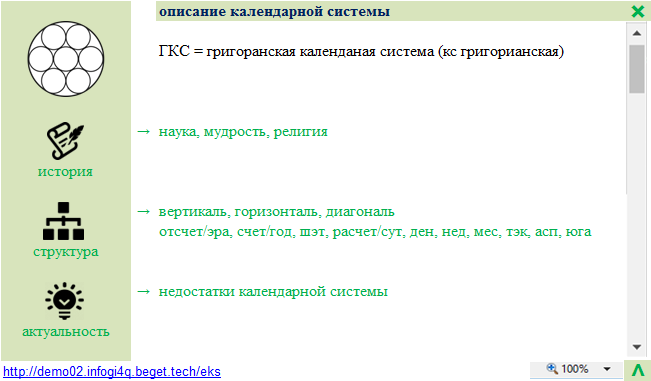 описание календарной системы
ГКС = григоранская календаная система (кс григорианская)
→ наука, мудрость, религия
история
→ вертикаль, горизонталь, диагональ
отсчет/эра, счет/год, шэт, расчет/сут, ден, нед, мес, тэк, асп, юга
структура
→ недостатки календарной системы
актуальность
http://demo02.infogi4q.beget.tech/eks
100%